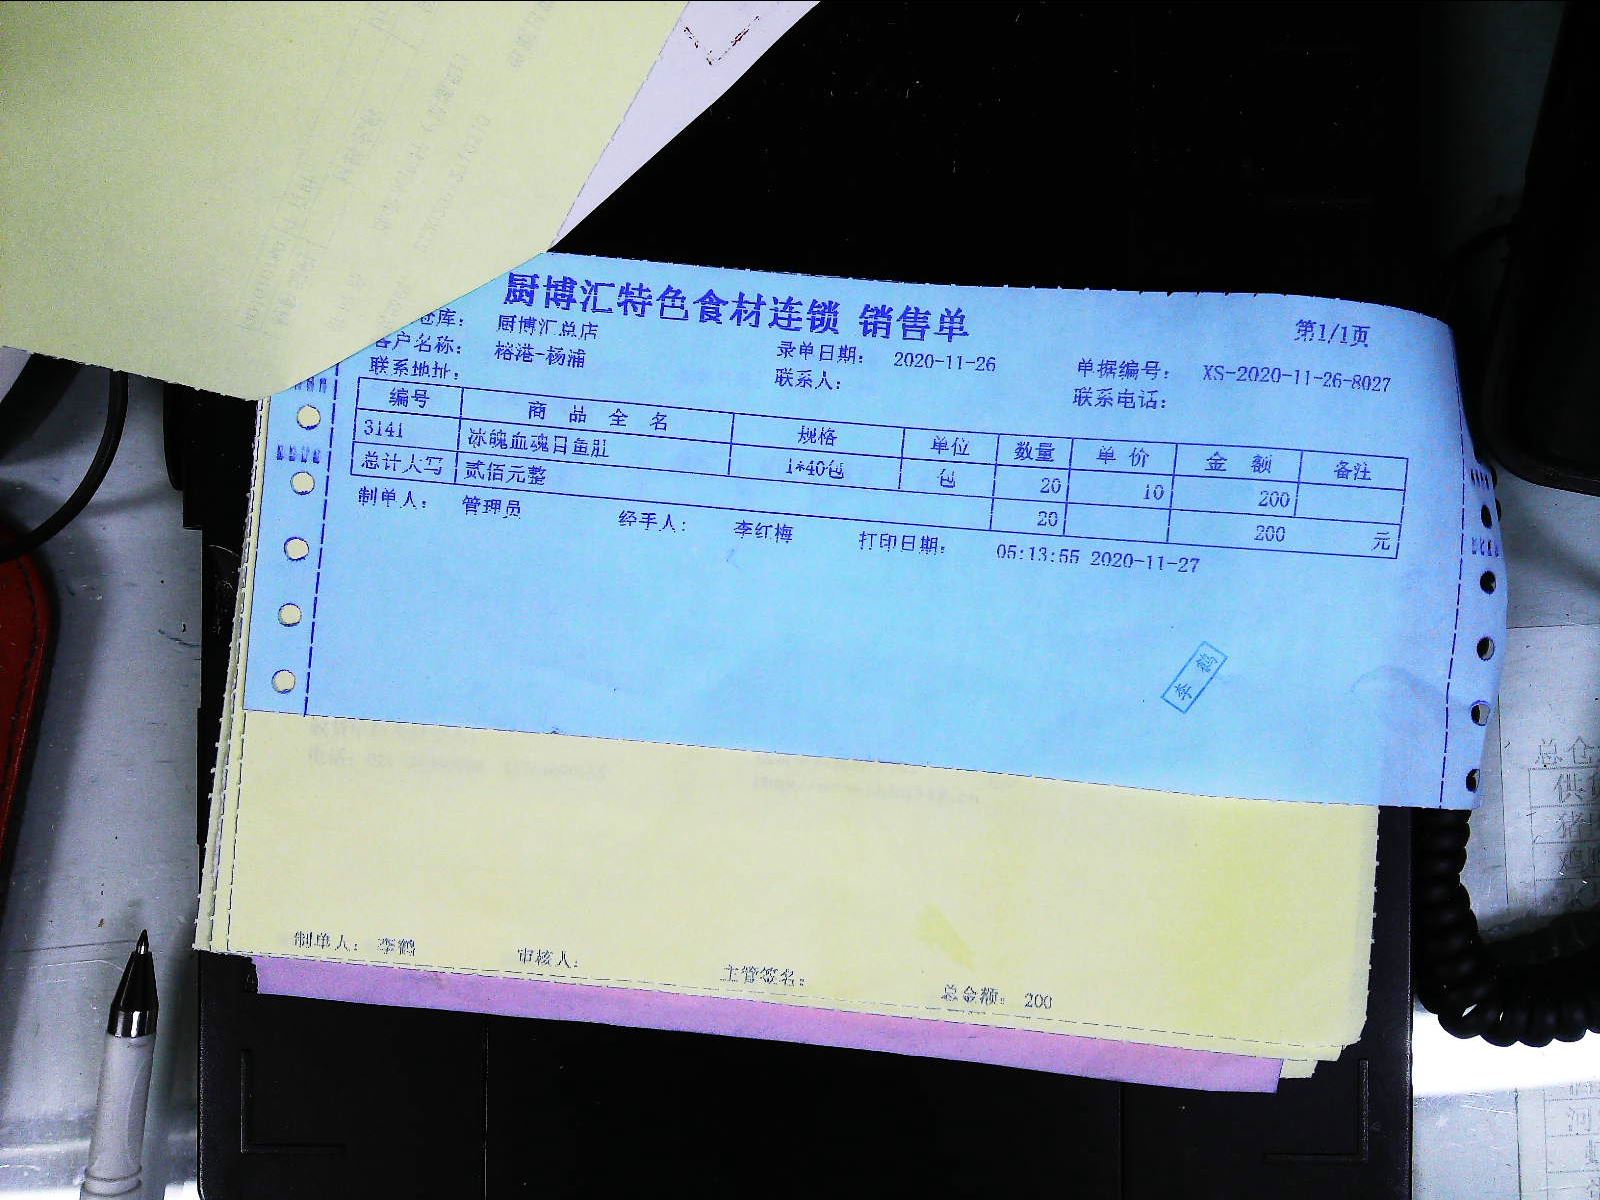 厨博汇特色食材连锁 销售单
第1/1页
仓库: 厨博汇总店
客户名称: 榕港-杨浦 录单日期: 2020-11-26 单据编号: XS-2020-11-26-8027
联系地址: 联系人: 联系电话:
编号 商品全名 规格 单位 数量 单价 金额 备注
3141 冰魄血魂日鱼肚 1*40包 包 20 10 200
总计大写 贰佰元整 20 200 元
制单人: 管理员 经手人: 李红梅 打印日期: 05:13:55 2020-11-27
李鹤
制单人: 李鹤 审核人: 主管签名: 总金额: 200
总仓
供
猪
鸡
河